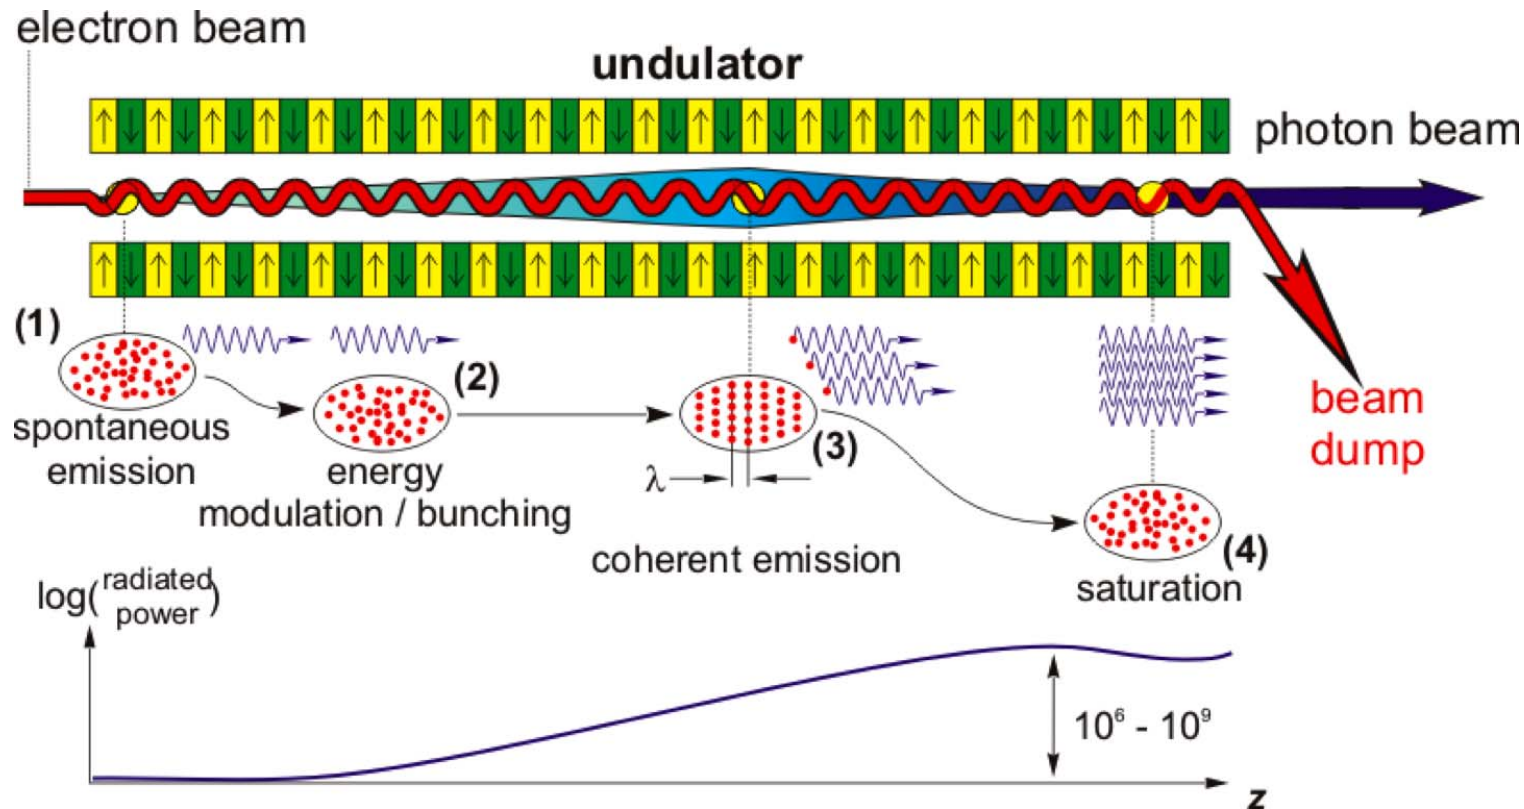 electron beam
undulator
photon beam
(1)
spontaneous
emission
(2)
energy
modulation / bunching
(3)
λ
coherent emission
beam
dump
(4)
saturation
log(radiated
power)
10⁶ - 10⁹
z